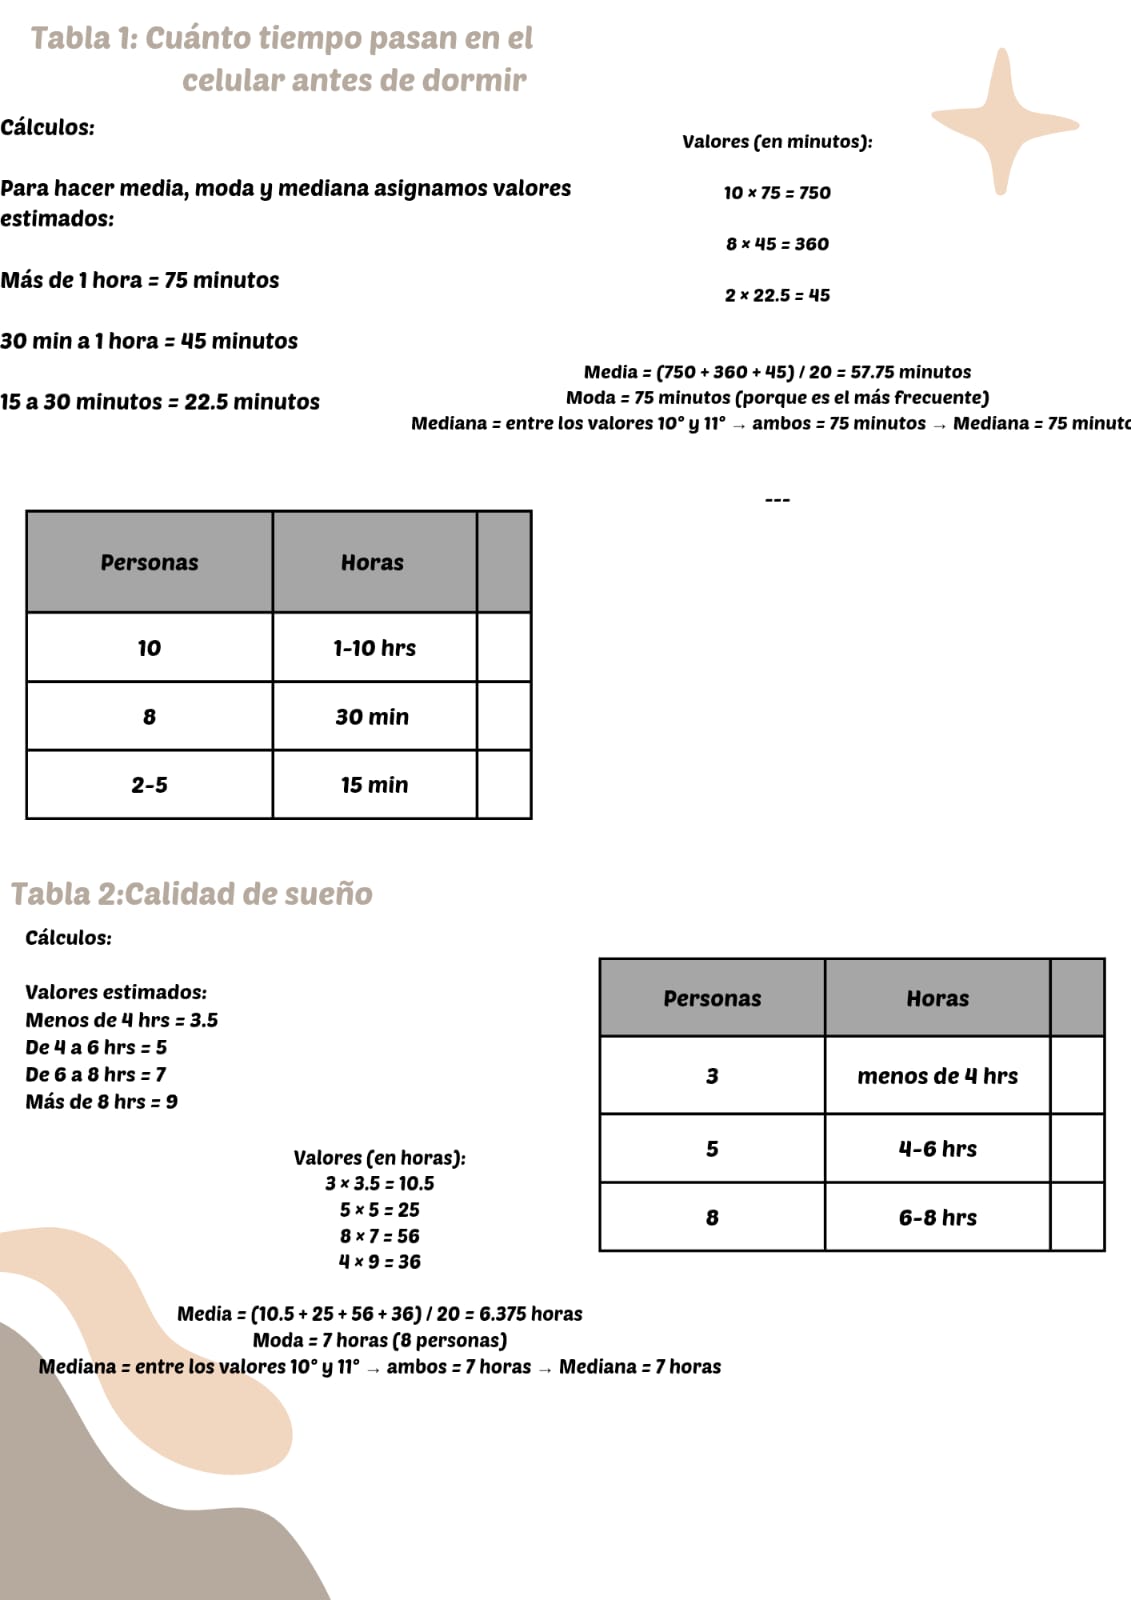 Tabla 1: Cuánto tiempo pasan en el
celular antes de dormir
Cálculos:
Para hacer media, moda y mediana asignamos valores
estimados:
Más de 1 hora = 75 minutos
30 min a 1 hora = 45 minutos
15 a 30 minutos = 22.5 minutos
Valores (en minutos):
10 × 75 = 750
8 × 45 = 360
2 × 22.5 = 45
Media = (750 + 360 + 45) / 20 = 57.75 minutos
Moda = 75 minutos (porque es el más frecuente)
Mediana = entre los valores 10° y 11° → ambos = 75 minutos → Mediana = 75 minuto
---
Personas Horas
10 1-10 hrs
8 30 min
2-5 15 min
Tabla 2:Calidad de sueño
Cálculos:
Valores estimados:
Menos de 4 hrs = 3.5
De 4 a 6 hrs = 5
De 6 a 8 hrs = 7
Más de 8 hrs = 9
Personas Horas
3 menos de 4 hrs
5 4-6 hrs
8 6-8 hrs
Valores (en horas):
3 × 3.5 = 10.5
5 × 5 = 25
8 × 7 = 56
4 × 9 = 36
Media = (10.5 + 25 + 56 + 36) / 20 = 6.375 horas
Moda = 7 horas (8 personas)
Mediana = entre los valores 10° y 11° → ambos = 7 horas → Mediana = 7 horas